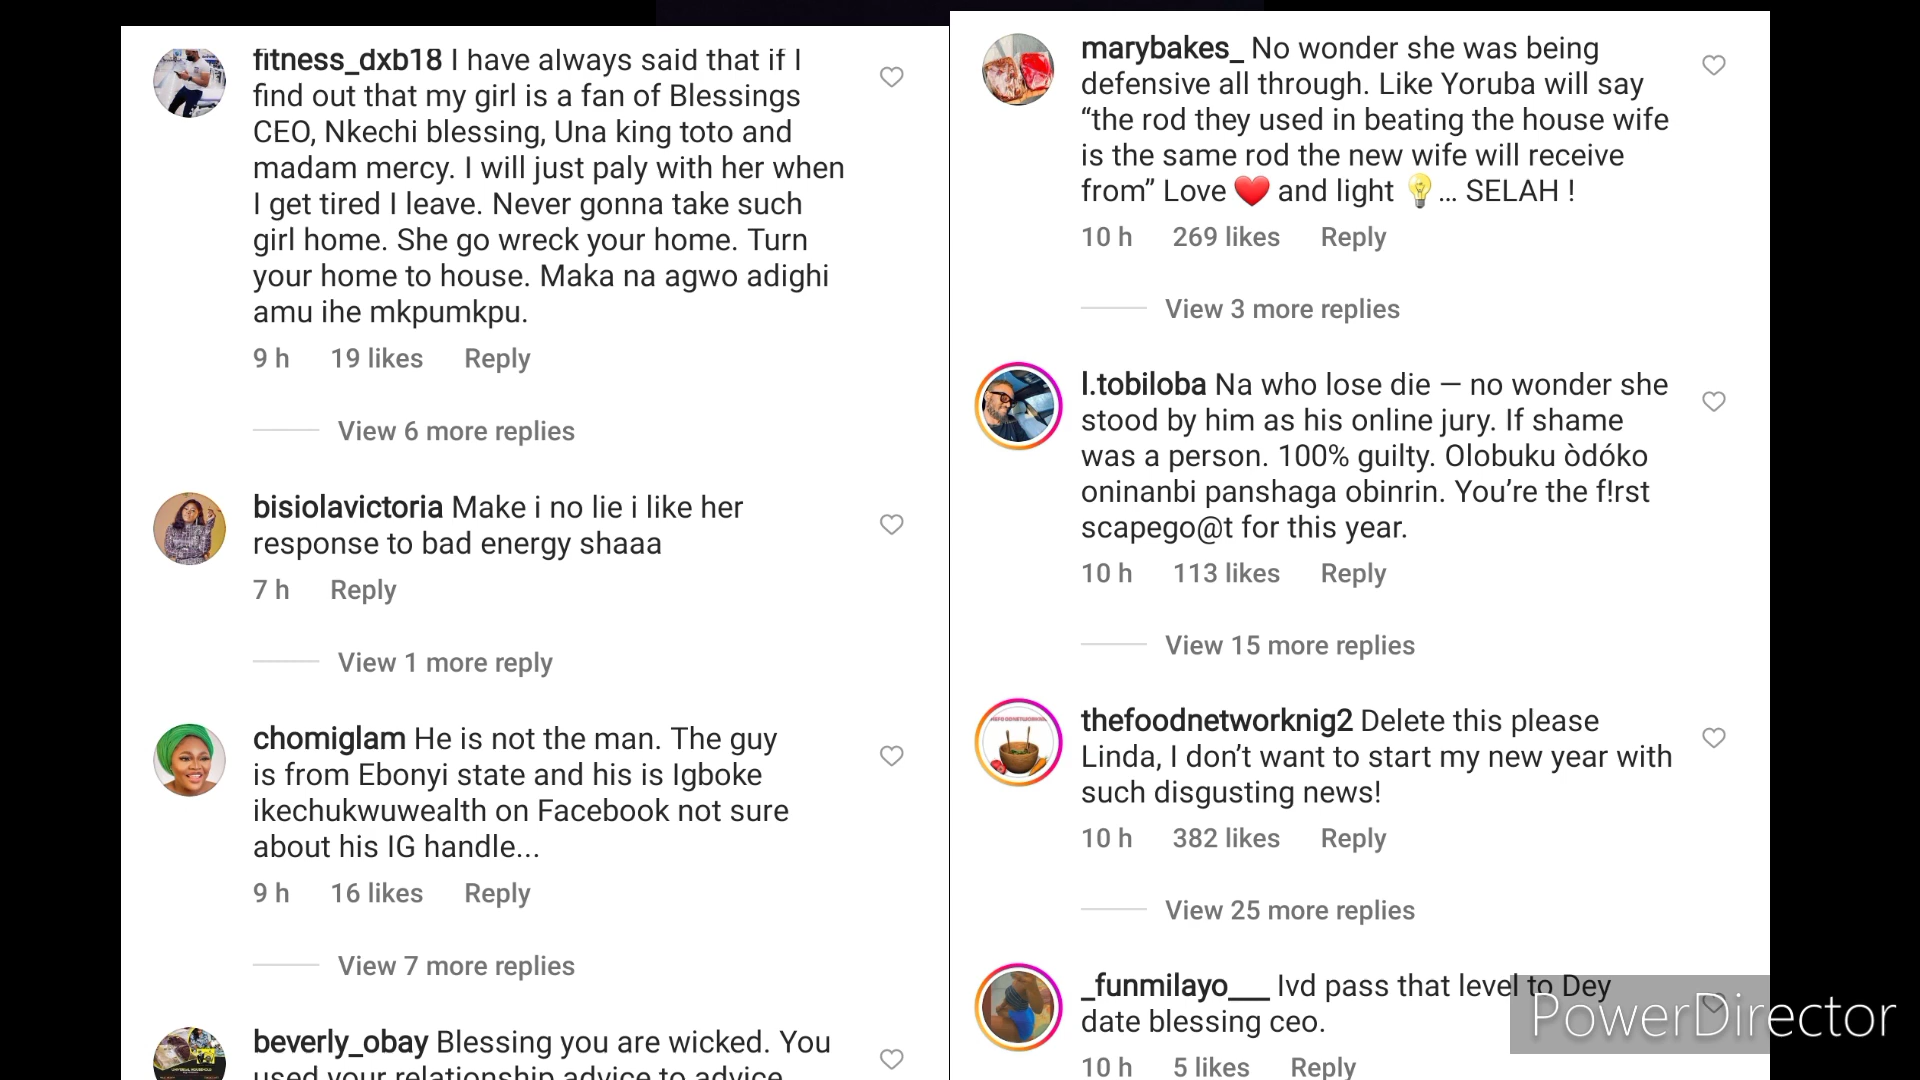 fitness_dxb18 I have always said that if I
find out that my girl is a fan of Blessings
CEO, Nkechi blessing, Una king toto and
madam mercy. I will just paly with her when
I get tired I leave. Never gonna take such
girl home. She go wreck your home. Turn
your home to house. Maka na agwo adighi
amu ihe mkpumkpu.
9 h 19 likes Reply
View 6 more replies
bisiolavictoria Make i no lie i like her
response to bad energy shaaa
7 h Reply
View 1 more reply
chomiglam He is not the man. The guy
is from Ebonyi state and his is Igboke
ikechukwuwealth on Facebook not sure
about his IG handle...
9 h 16 likes Reply
View 7 more replies
beverly_obay Blessing you are wicked. You
used your relationship advice to advice
marybakes_ No wonder she was being
defensive all through. Like Yoruba will say
“the rod they used in beating the house wife
is the same rod the new wife will receive
from” Love ❤️ and light 💡... SELAH !
10 h 269 likes Reply
View 3 more replies
l.tobiloba Na who lose die — no wonder she
stood by him as his online jury. If shame
was a person. 100% guilty. Olobuku òdóko
oninanbi panshaga obinrin. You’re the f!rst
scapego@t for this year.
10 h 113 likes Reply
View 15 more replies
thefoodnetworknig2 Delete this please
Linda, I don’t want to start my new year with
such disgusting news!
10 h 382 likes Reply
View 25 more replies
_funmilayo___ Ivd pass that level to Dey
date blessing ceo.
10 h 5 likes Reply
PowerDirector